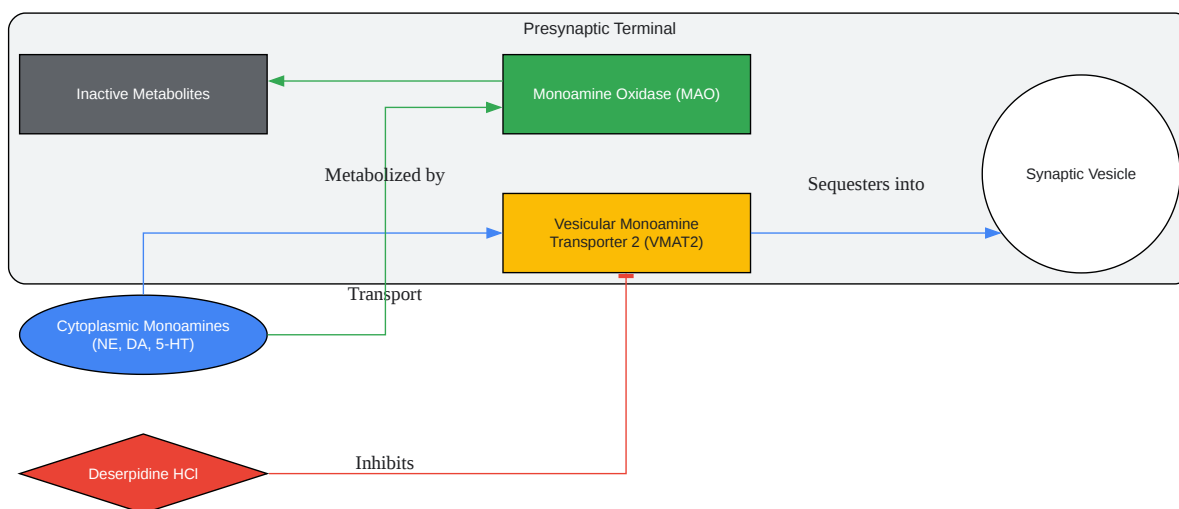 Presynaptic Terminal
Inactive Metabolites
Monoamine Oxidase (MAO)
Metabolized by
Sequesters into
Synaptic Vesicle
Vesicular Monoamine
Transporter 2 (VMAT2)
Transport
Cytoplasmic Monoamines
(NE, DA, 5-HT)
Deserpidine HCl
Inhibits